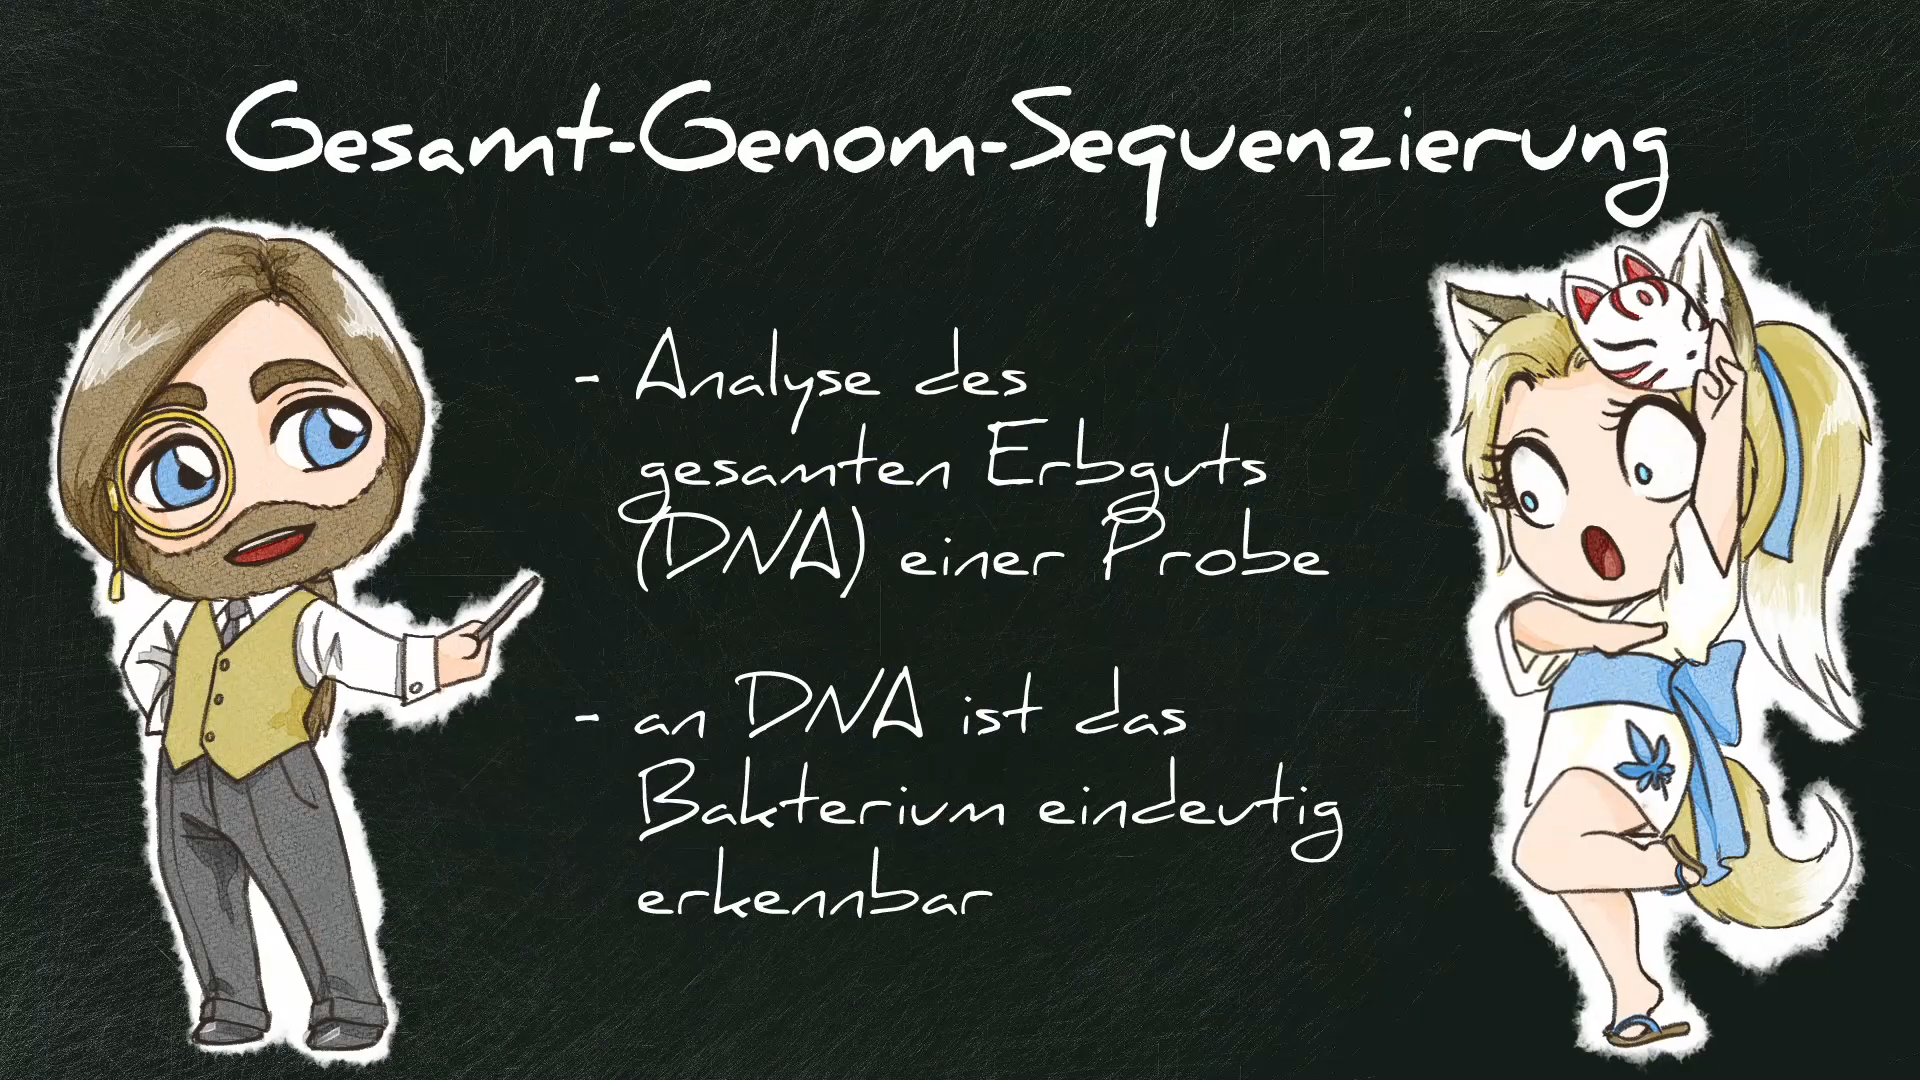 Gesamt-Genom-Sequenzierung
- Analyse des
gesamten Erbguts
(DNA) einer Probe
- an DNA ist das
Bakterium eindeutig
erkennbar